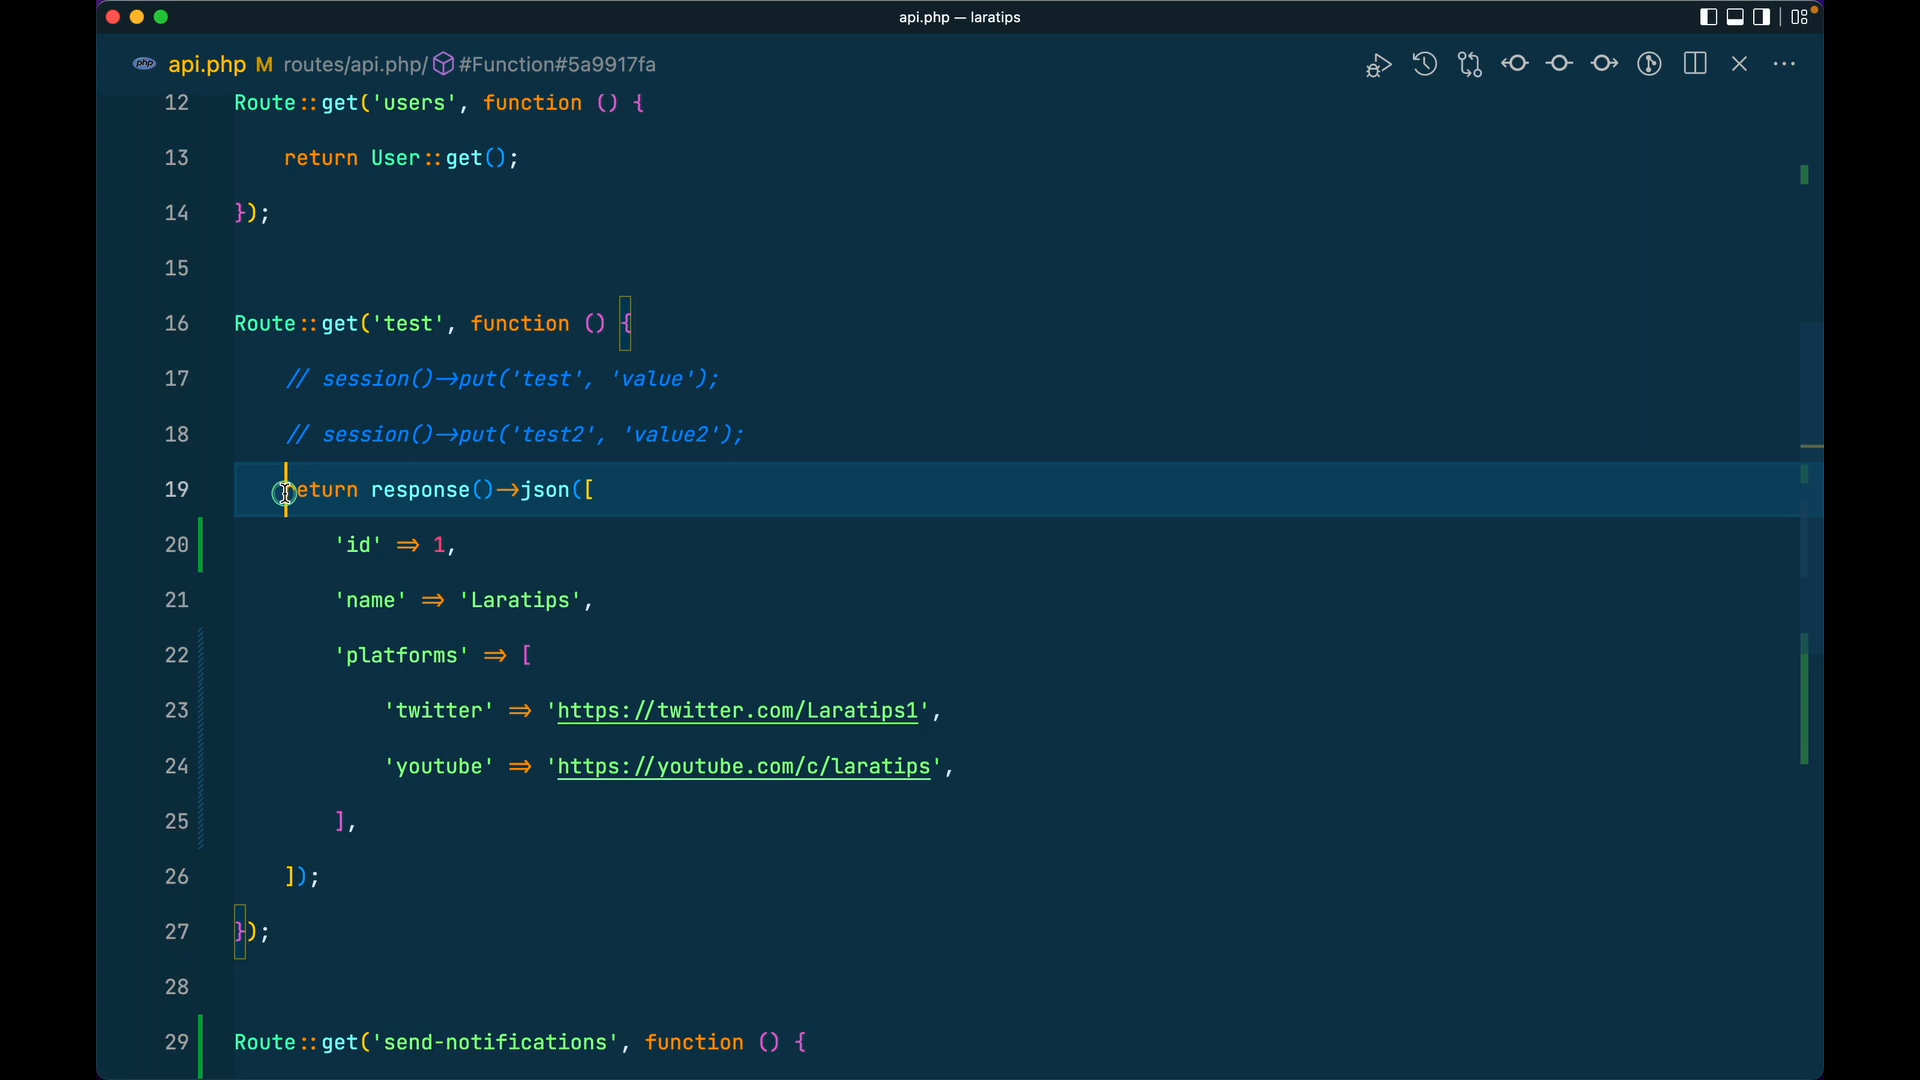 api.php — laratips
php api.php M routes/api.php/ #Function#5a9917fa
12 Route::get('users', function () {
13 return User::get();
14 });
15
16 Route::get('test', function () {
17 // session()->put('test', 'value');
18 // session()->put('test2', 'value2');
19 return response()->json([
20 'id' => 1,
21 'name' => 'Laratips',
22 'platforms' => [
23 'twitter' => 'https://twitter.com/Laratips1',
24 'youtube' => 'https://youtube.com/c/laratips',
25 ],
26 ]);
27 });
28
29 Route::get('send-notifications', function () {